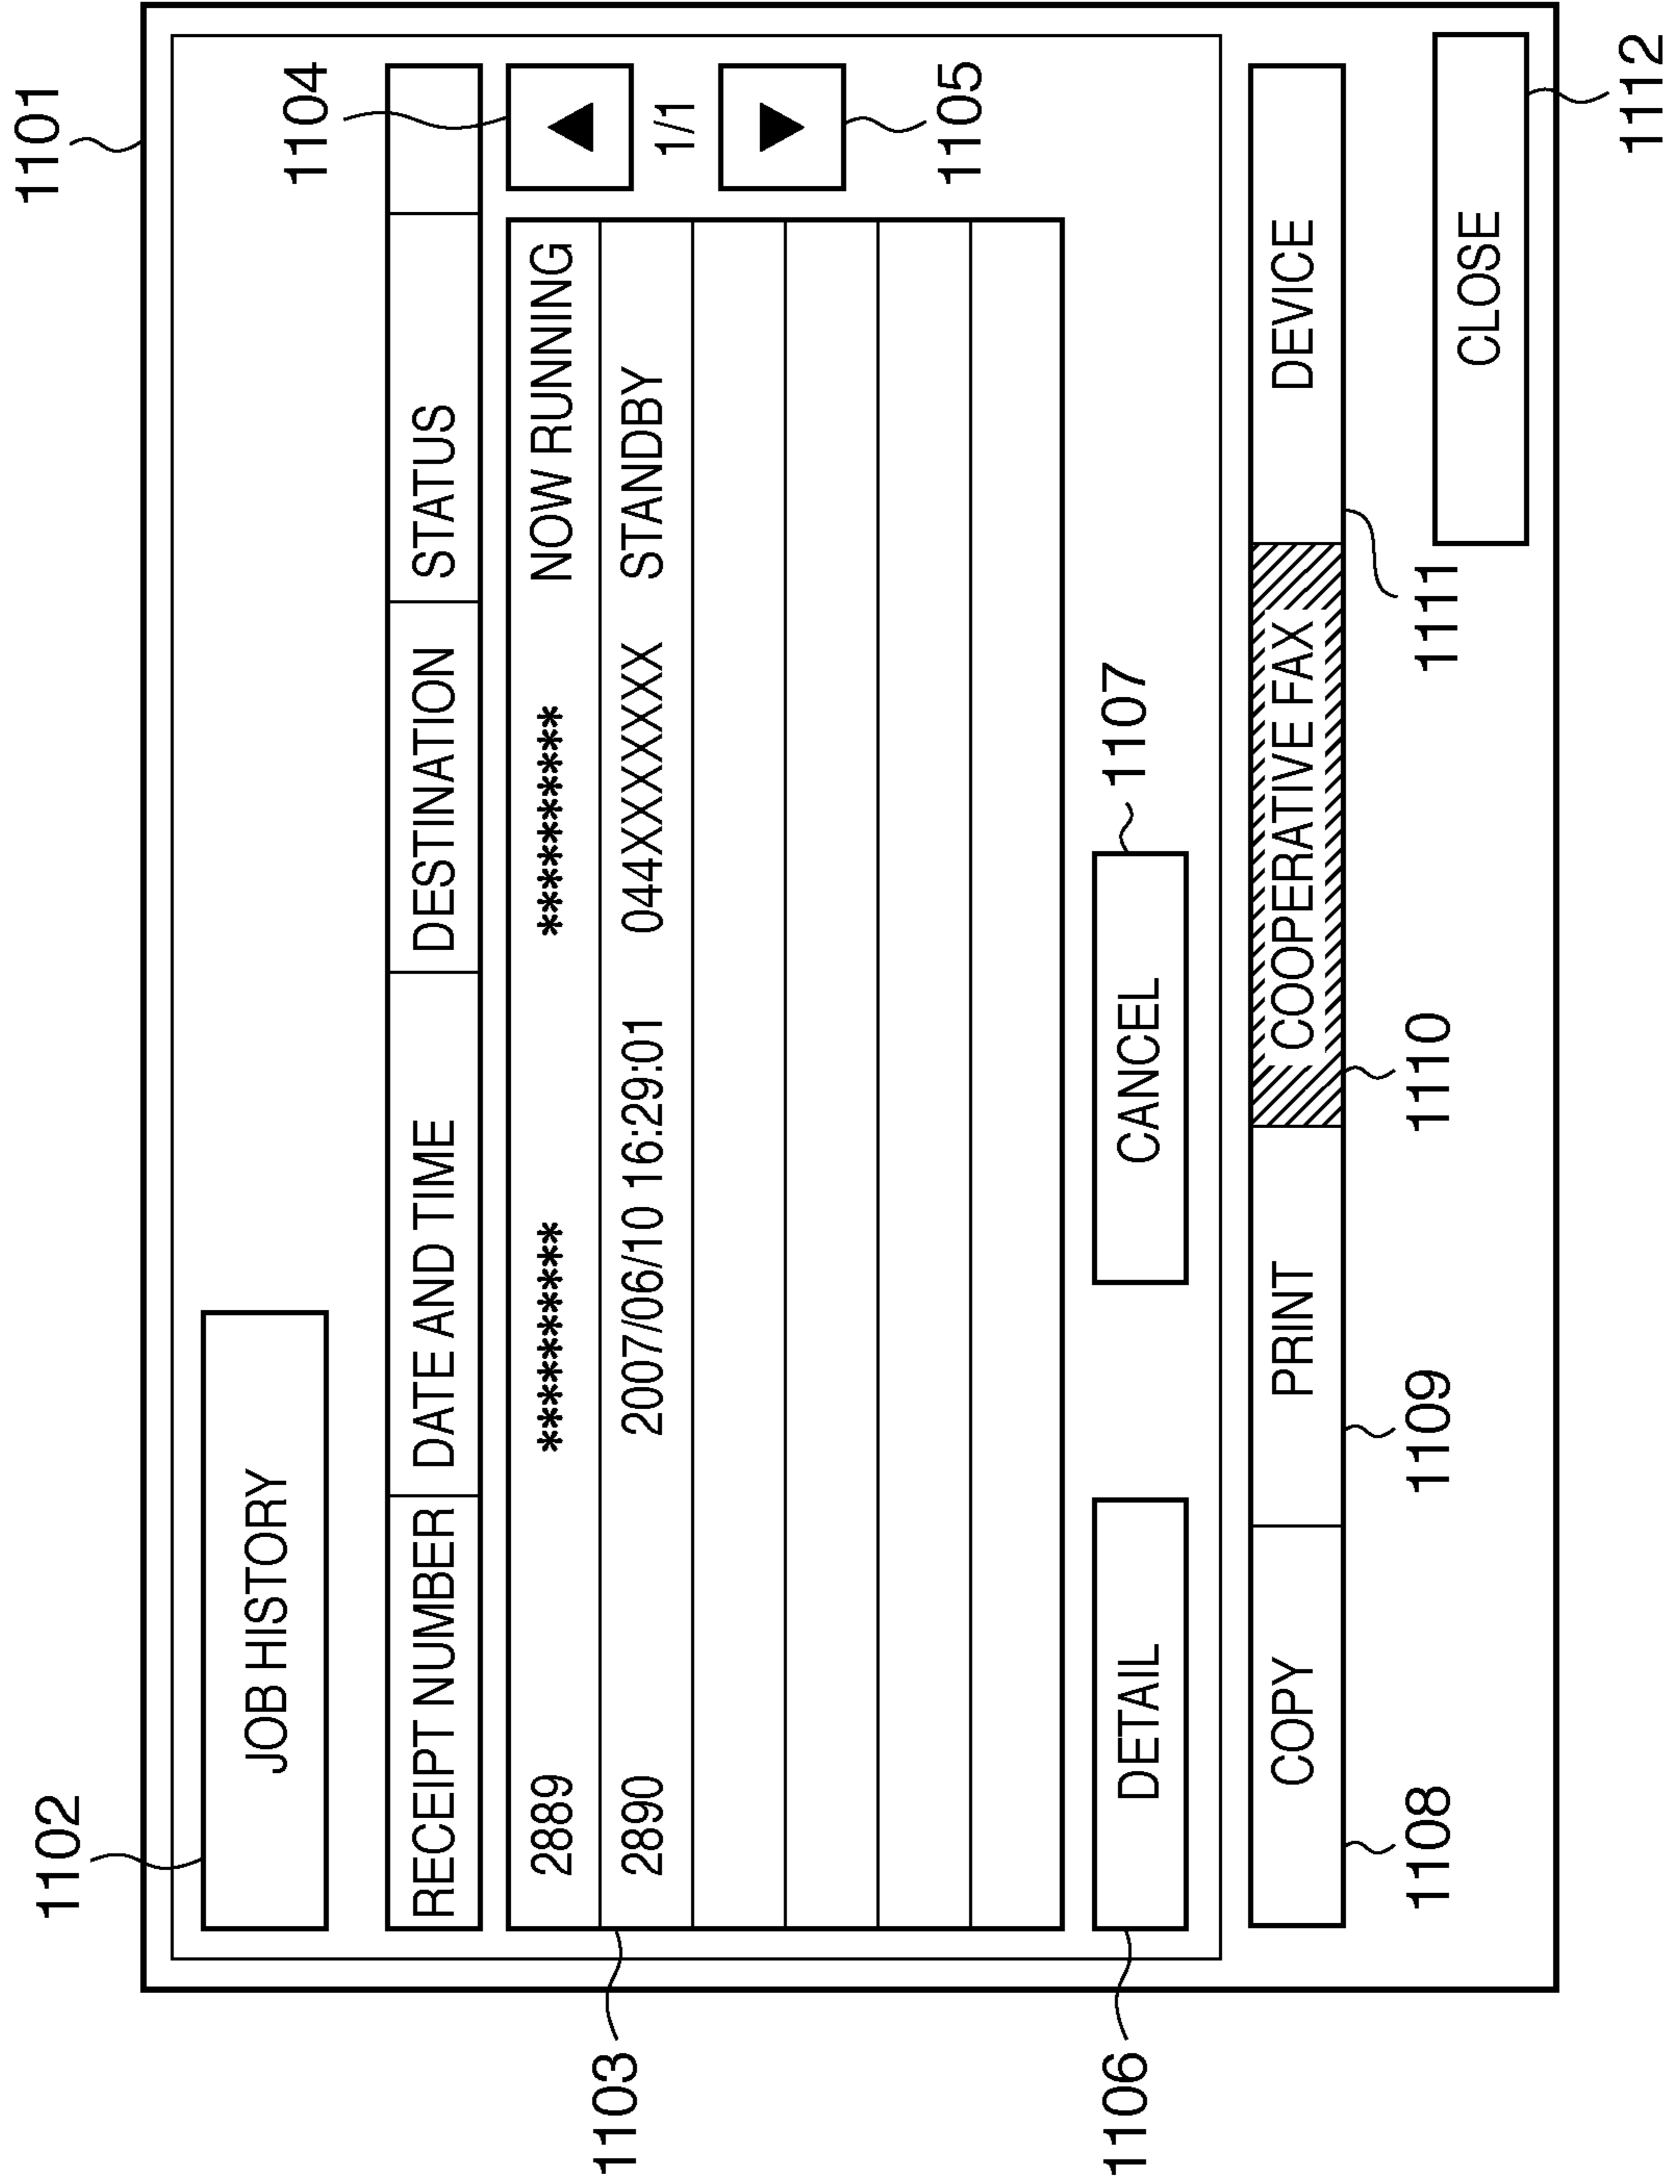 1101
1102
JOB HISTORY
1104
RECEIPT NUMBER DATE AND TIME DESTINATION STATUS
2889 ********** ********** NOW RUNNING
2890 2007/06/10 16:29:01 044XXXXXXX STANDBY
▲
1/1
▼
1103
1105
DETAIL CANCEL
1106
1107
COPY PRINT COOPERATIVE FAX DEVICE
1108 1109 1110 1111
CLOSE
1112